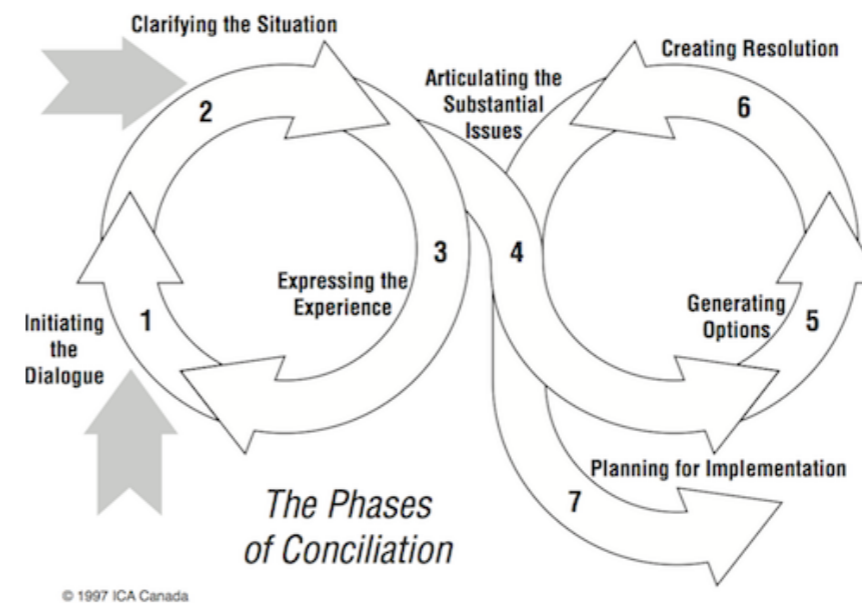 Clarifying the Situation
2
1
Initiating
the
Dialogue
Expressing the
Experience
3
Articulating the
Substantial
Issues
4
Creating Resolution
6
Generating
Options
5
Planning for Implementation
7
The Phases
of Conciliation
© 1997 ICA Canada